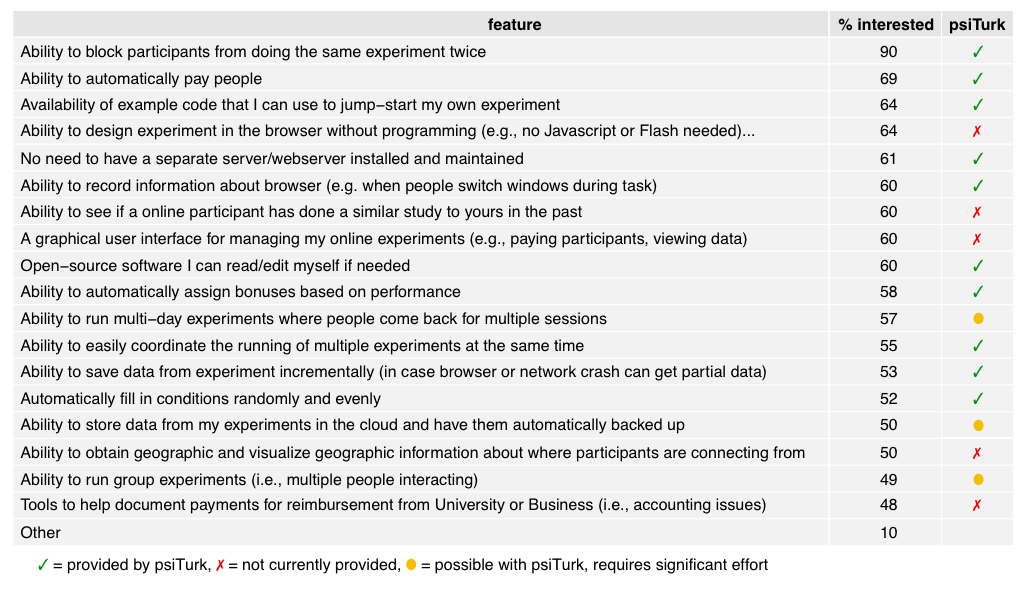 feature % interested psiTurk
Ability to block participants from doing the same experiment twice 90 ✓
Ability to automatically pay people 69 ✓
Availability of example code that I can use to jump−start my own experiment 64 ✓
Ability to design experiment in the browser without programming (e.g., no Javascript or Flash needed)... 64 ✗
No need to have a separate server/webserver installed and maintained 61 ✓
Ability to record information about browser (e.g. when people switch windows during task) 60 ✓
Ability to see if a online participant has done a similar study to yours in the past 60 ✗
A graphical user interface for managing my online experiments (e.g., paying participants, viewing data) 60 ✗
Open−source software I can read/edit myself if needed 60 ✓
Ability to automatically assign bonuses based on performance 58 ✓
Ability to run multi−day experiments where people come back for multiple sessions 57 ●
Ability to easily coordinate the running of multiple experiments at the same time 55 ✓
Ability to save data from experiment incrementally (in case browser or network crash can get partial data) 53 ✓
Automatically fill in conditions randomly and evenly 52 ✓
Ability to store data from my experiments in the cloud and have them automatically backed up 50 ●
Ability to obtain geographic and visualize geographic information about where participants are connecting from 50 ✗
Ability to run group experiments (i.e., multiple people interacting) 49 ●
Tools to help document payments for reimbursement from University or Business (i.e., accounting issues) 48 ✗
Other 10
✓ = provided by psiTurk, ✗ = not currently provided, ● = possible with psiTurk, requires significant effort